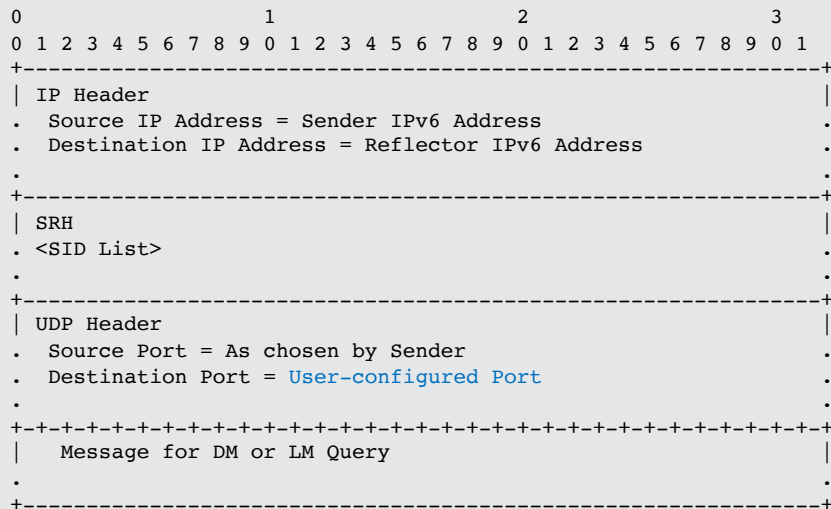 0                   1                   2                   3
0 1 2 3 4 5 6 7 8 9 0 1 2 3 4 5 6 7 8 9 0 1 2 3 4 5 6 7 8 9 0 1
+---------------------------------------------------------------+
| IP Header                                                     |
.  Source IP Address = Sender IPv6 Address                      .
.  Destination IP Address = Reflector IPv6 Address              .
.                                                               .
+---------------------------------------------------------------+
| SRH                                                           |
. <SID List>                                                    .
.                                                               .
+---------------------------------------------------------------+
| UDP Header                                                    |
.  Source Port = As chosen by Sender                            .
.  Destination Port = User-configured Port                      .
.                                                               .
+-+-+-+-+-+-+-+-+-+-+-+-+-+-+-+-+-+-+-+-+-+-+-+-+-+-+-+-+-+-+-+-+
|   Message for DM or LM Query                                  |
.                                                               .
+---------------------------------------------------------------+